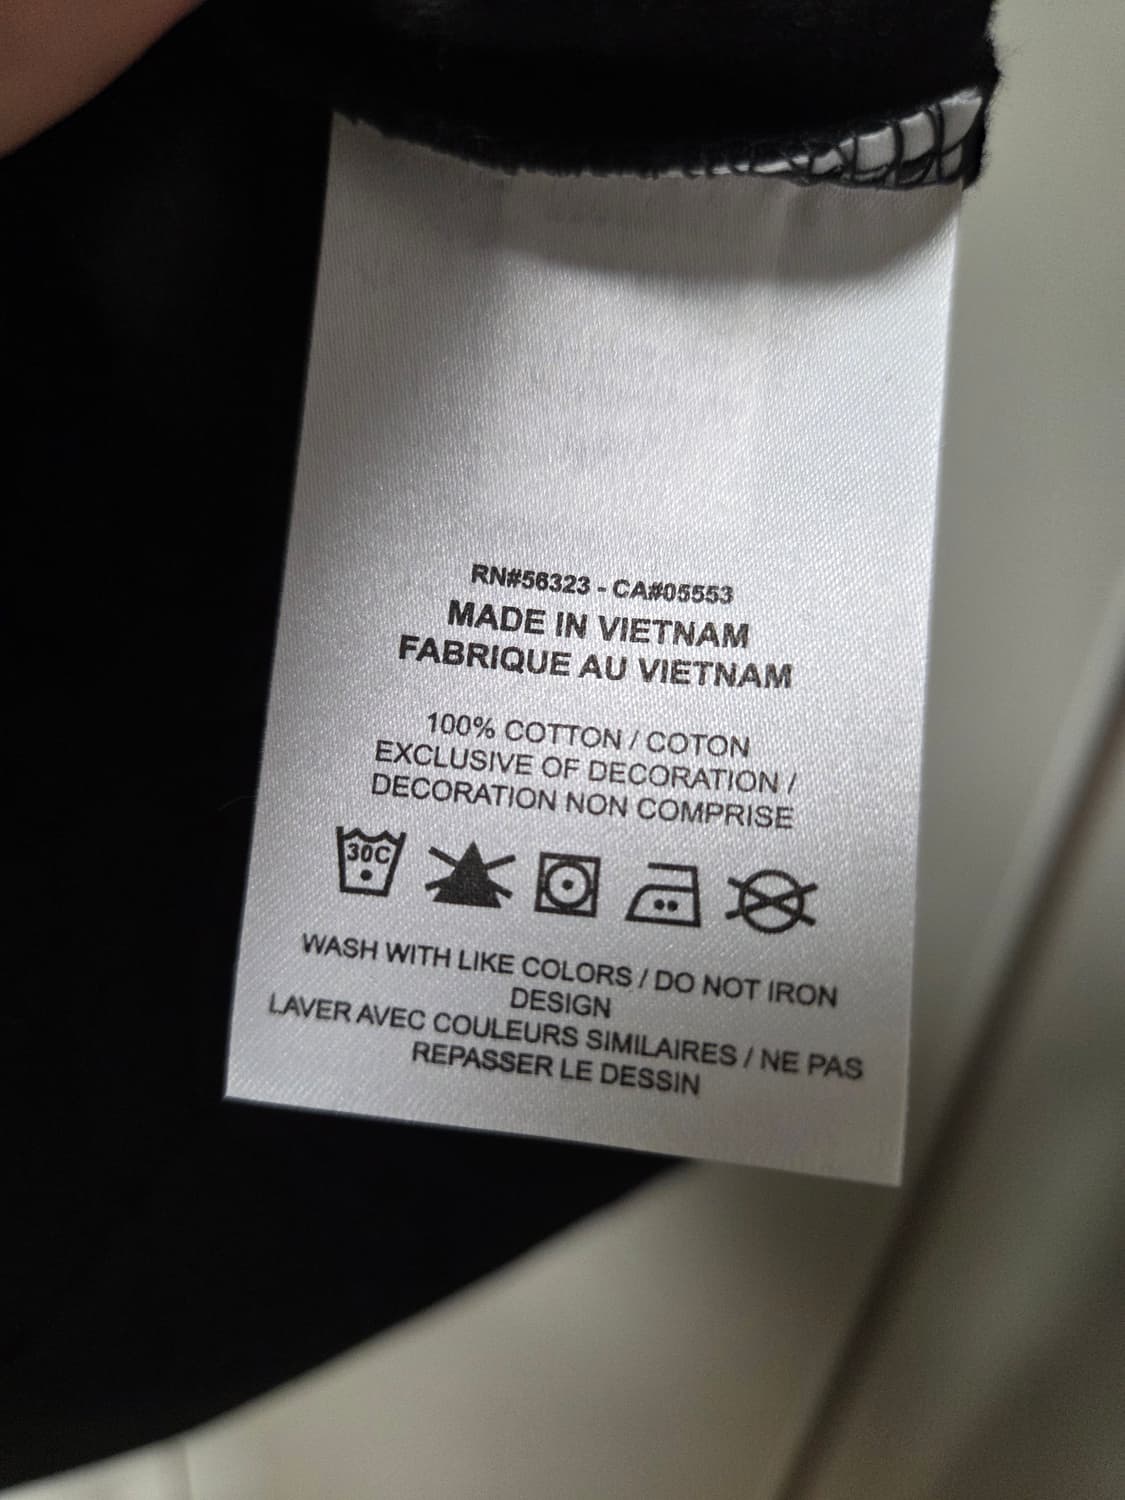 RN#56323 - CA#05553
MADE IN VIETNAM
FABRIQUE AU VIETNAM
100% COTTON / COTON
EXCLUSIVE OF DECORATION /
DECORATION NON COMPRISE
30C
WASH WITH LIKE COLORS / DO NOT IRON
DESIGN
LAVER AVEC COULEURS SIMILAIRES / NE PAS
REPASSER LE DESSIN